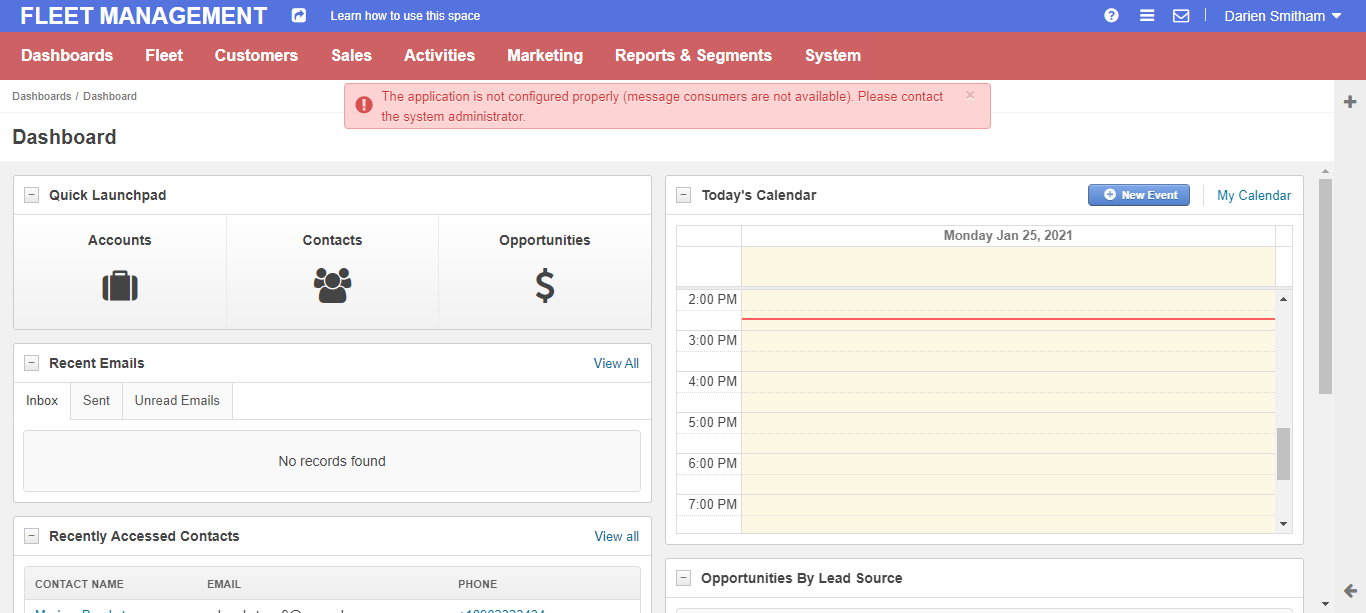 FLEET MANAGEMENT
Learn how to use this space
Darien Smitham
Dashboards Fleet Customers Sales Activities Marketing Reports & Segments System
Dashboards / Dashboard
The application is not configured properly (message consumers are not available). Please contact
the system administrator.
Dashboard
Quick Launchpad
Accounts Contacts Opportunities
Recent Emails View All
Inbox Sent Unread Emails
No records found
Recently Accessed Contacts View all
CONTACT NAME EMAIL PHONE
Today's Calendar New Event My Calendar
Monday Jan 25, 2021
2:00 PM
3:00 PM
4:00 PM
5:00 PM
6:00 PM
7:00 PM
Opportunities By Lead Source